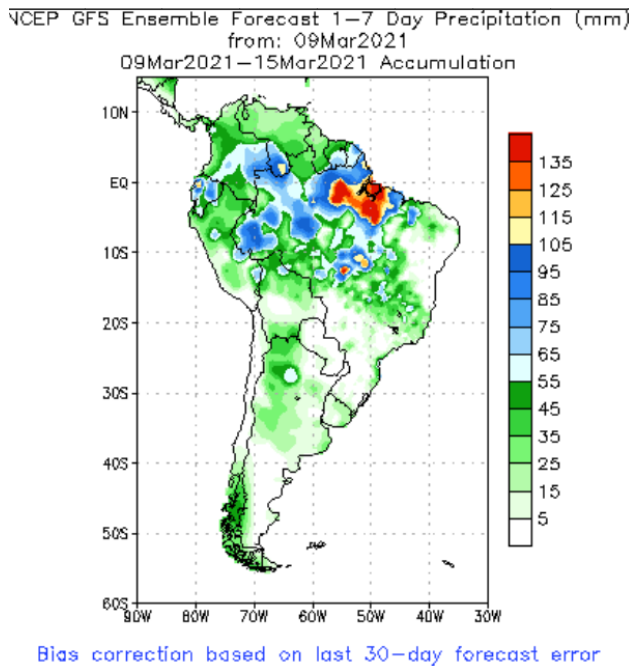 NCEP GFS Ensemble Forecast 1-7 Day Precipitation (mm)
from: 09Mar2021
09Mar2021-15Mar2021 Accumulation
10N
EQ
10S
20S
30S
40S
50S
60S
90W 80W 70W 60W 50W 40W 30W
135
125
115
105
95
85
75
65
55
45
35
25
15
5
Bias correction based on last 30-day forecast error